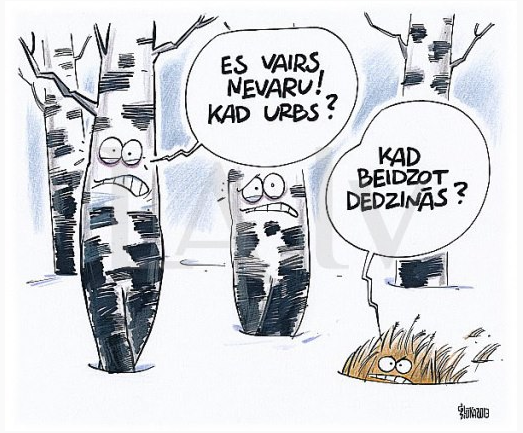 ES VAIRS
NEVARU!
KAD URBS?
KAD
BEIDZOT
DEDZINĀS?